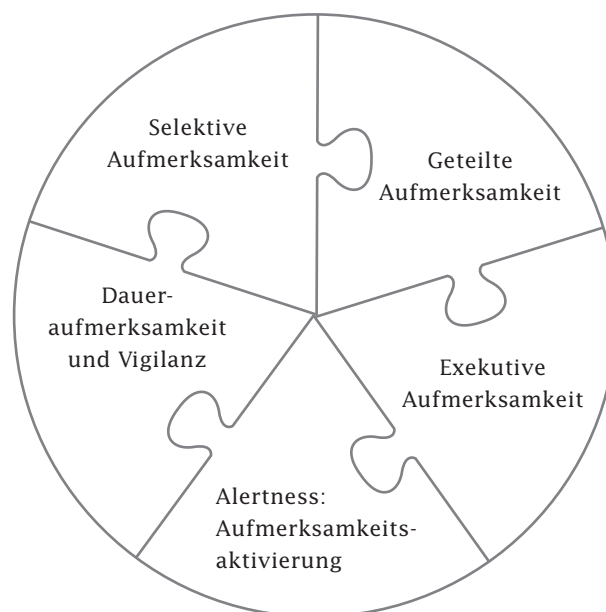 Selektive
Aufmerksamkeit
Geteilte
Aufmerksamkeit
Dauer-
aufmerksamkeit
und Vigilanz
Exekutive
Aufmerksamkeit
Alertness:
Aufmerksamkeits-
aktivierung